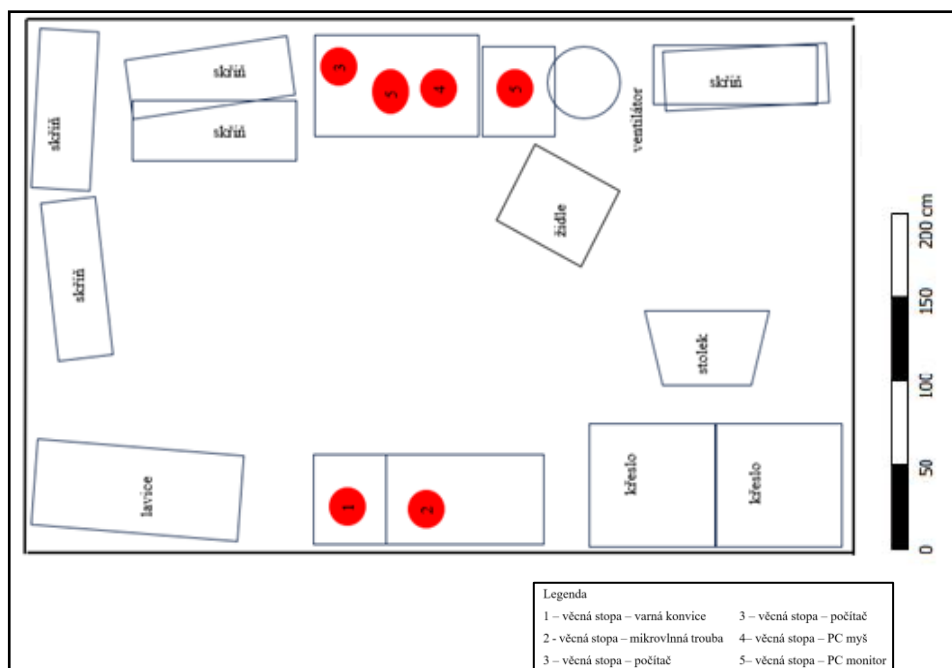 skříň
skříň
skříň
skříň
skříň
3
5
4
5
ventilátor
židle
stolek
křeslo
křeslo
lavice
1
2
200 cm
150
100
50
0
Legenda
1 – věcná stopa – varná konvice 3 – věcná stopa – počítač
2 - věcná stopa – mikrovlnná trouba 4– věcná stopa – PC myš
3 – věcná stopa – počítač 5– věcná stopa – PC monitor